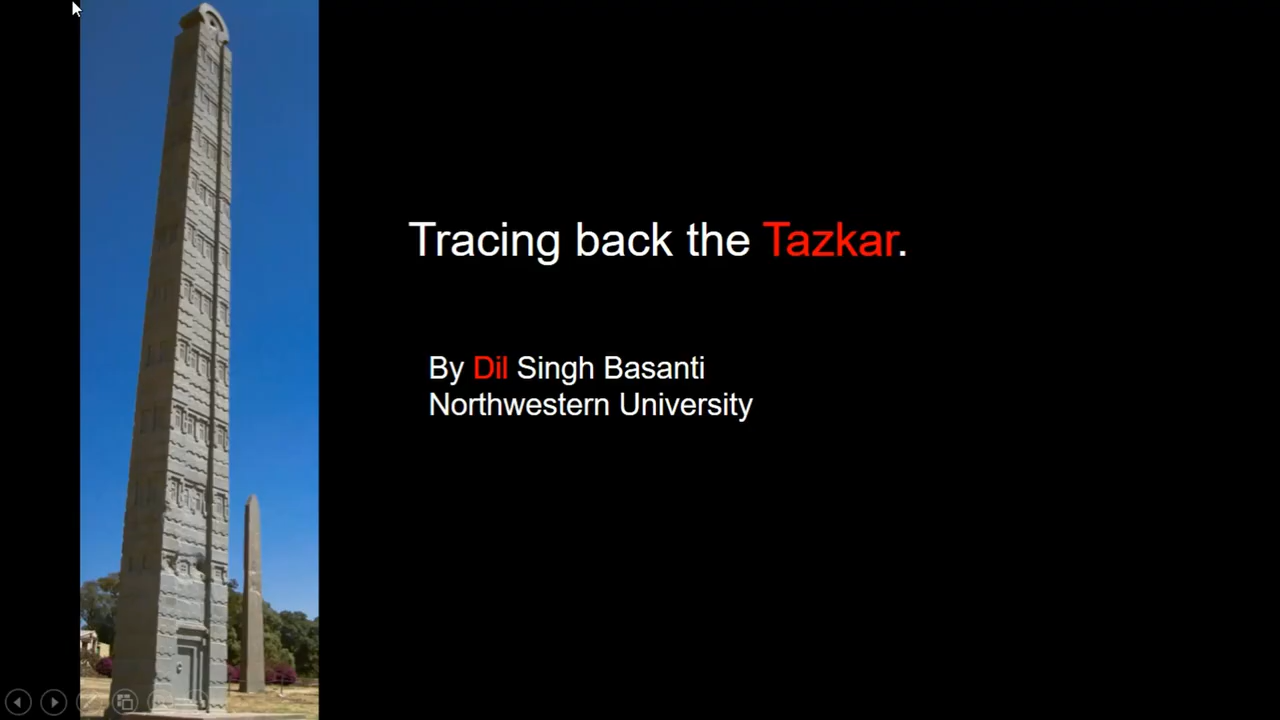 Tracing back the Tazkar.
By Dil Singh Basanti
Northwestern University